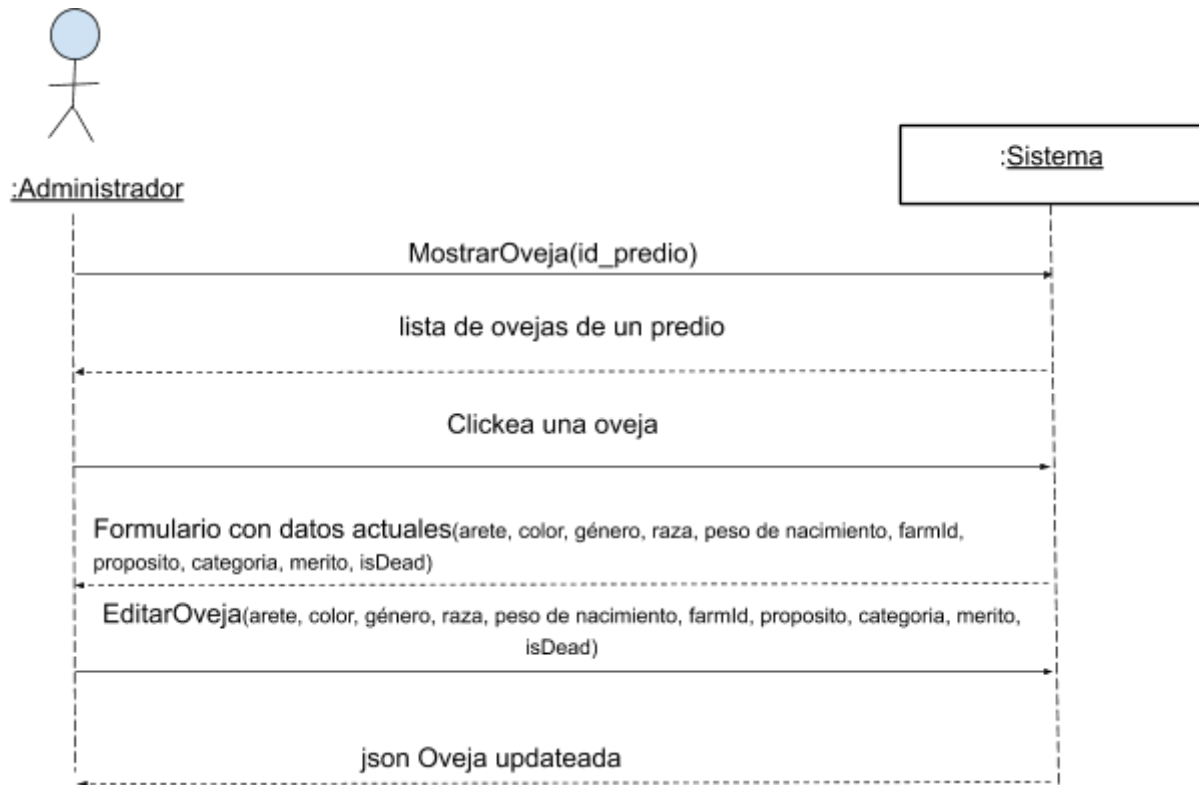 :Administrador
:Sistema
MostrarOveja(id_predio)
lista de ovejas de un predio
Clickea una oveja
Formulario con datos actuales(arete, color, género, raza, peso de nacimiento, farmId,
proposito, categoria, merito, isDead)
EditarOveja(arete, color, género, raza, peso de nacimiento, farmId, proposito, categoria, merito,
isDead)
json Oveja updateada